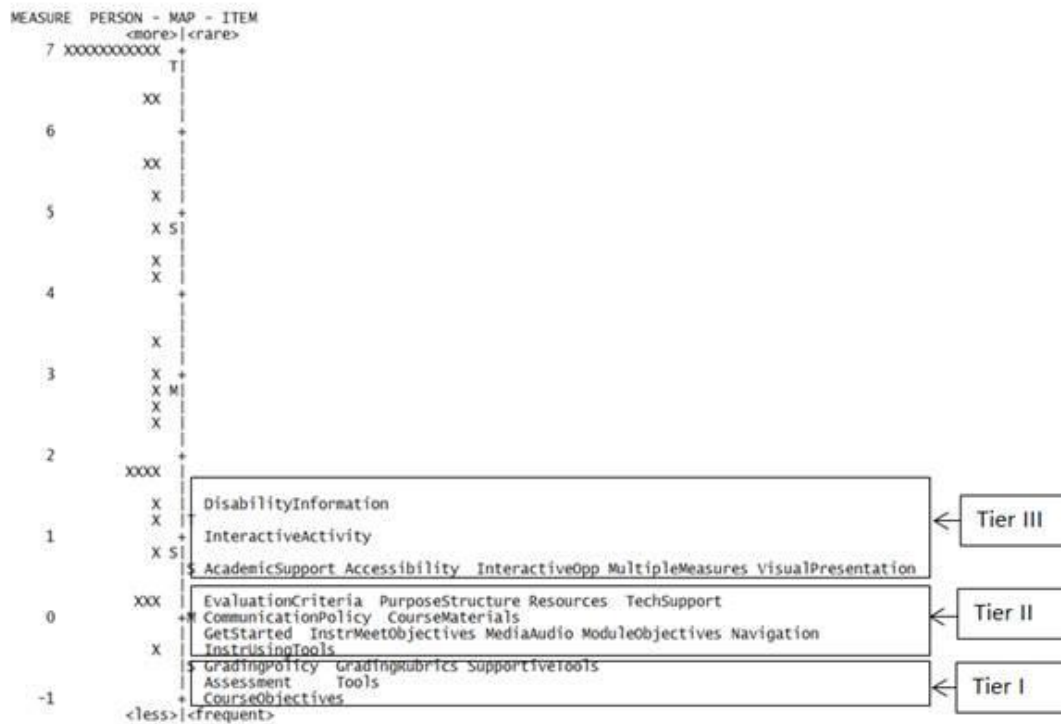 MEASURE PERSON - MAP - ITEM
<more>|<rare>
7 XXXXXXXXXXX +
T|
XX |
6 +
XX |
X |
5 +
X S|
X |
X |
4 +
X |
3 X +
X M|
X |
X |
2 +
XXXX |
X | DisabilityInformation
X |T
Tier III
1 + InteractiveActivity
X S|
S AcademicSupport Accessibility InteractiveOpp MultipleMeasures VisualPresentation
XXX | EvaluationCriteria PurposeStructure Resources TechSupport
0 +M CommunicationPolicy CourseMaterials
Tier II
GetStarted InstrMeetObjectives MediaAudio ModuleObjectives Navigation
X | InstrUsingTools
S GradingPolicy GradingRubrics SupportiveTools
Assessment Tools
Tier I
-1 + CourseObjectives
<less>|<frequent>